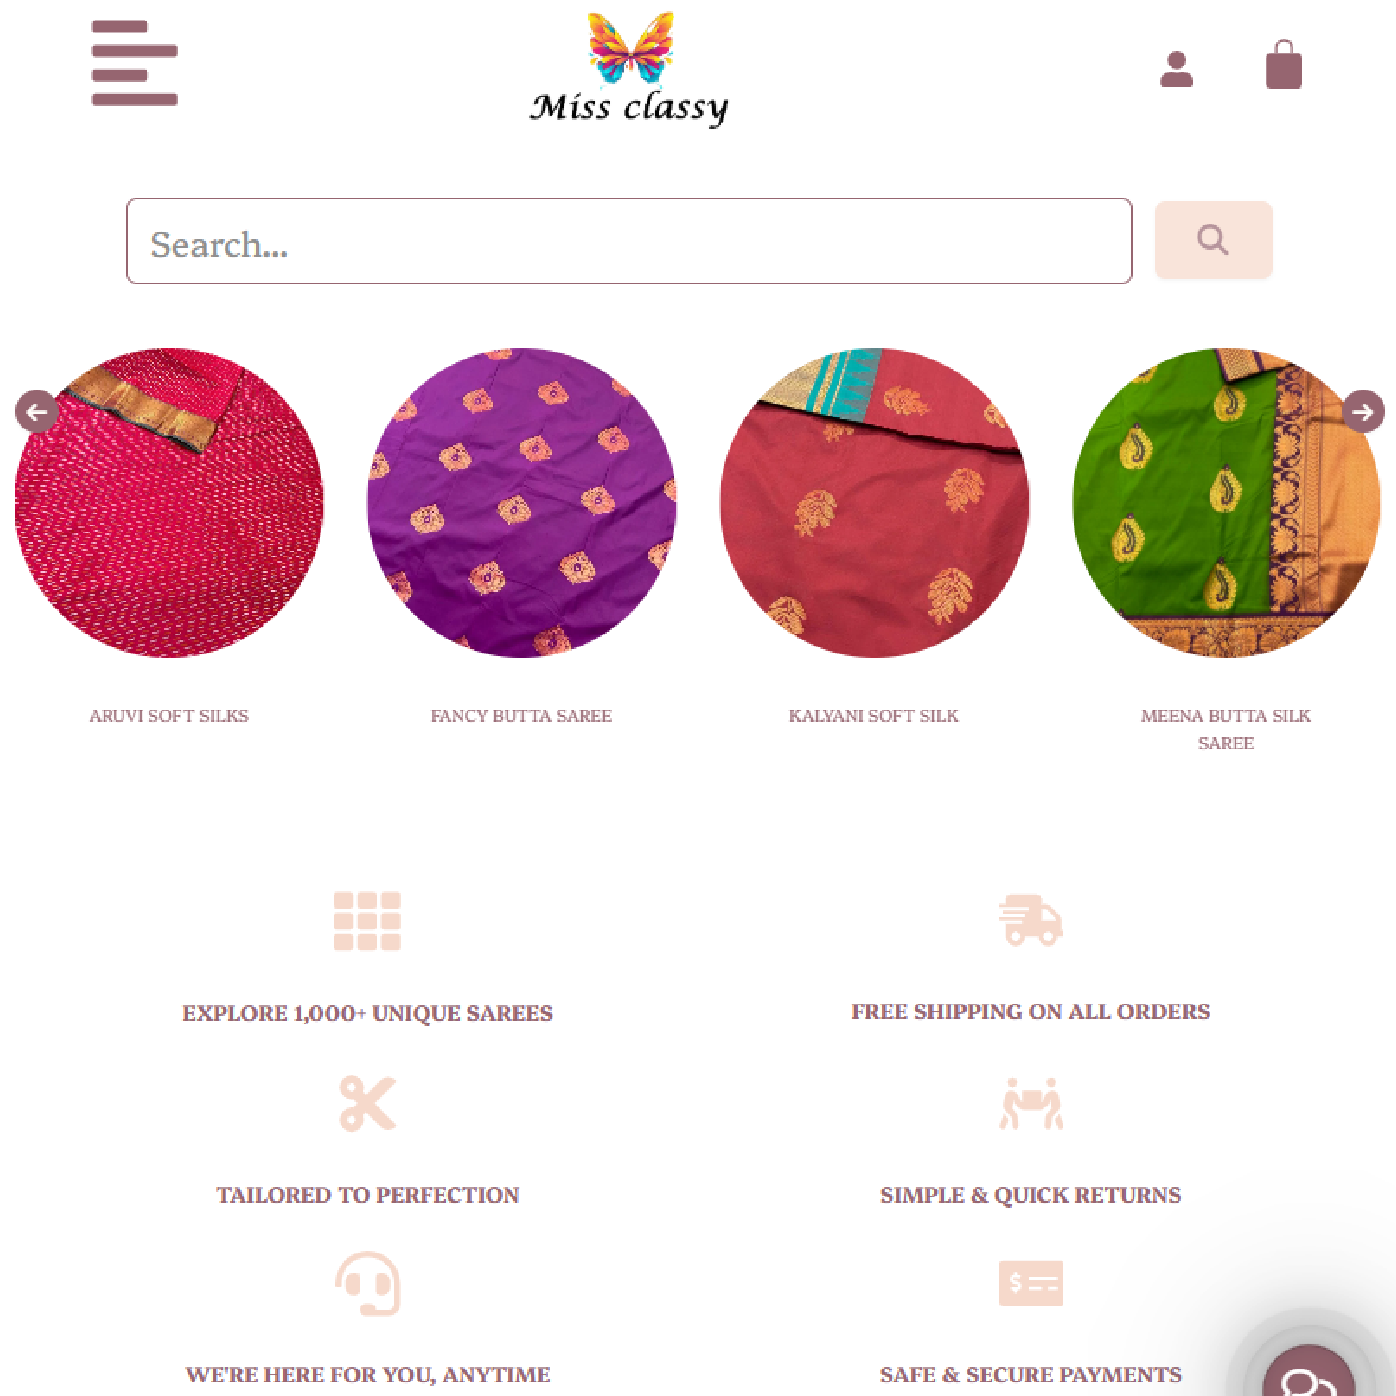 Miss classy
Search...
ARUVI SOFT SILKS
FANCY BUTTA SAREE
KALYANI SOFT SILK
MEENA BUTTA SILK
SAREE
EXPLORE 1,000+ UNIQUE SAREES
FREE SHIPPING ON ALL ORDERS
TAILORED TO PERFECTION
SIMPLE & QUICK RETURNS
WE'RE HERE FOR YOU, ANYTIME
SAFE & SECURE PAYMENTS